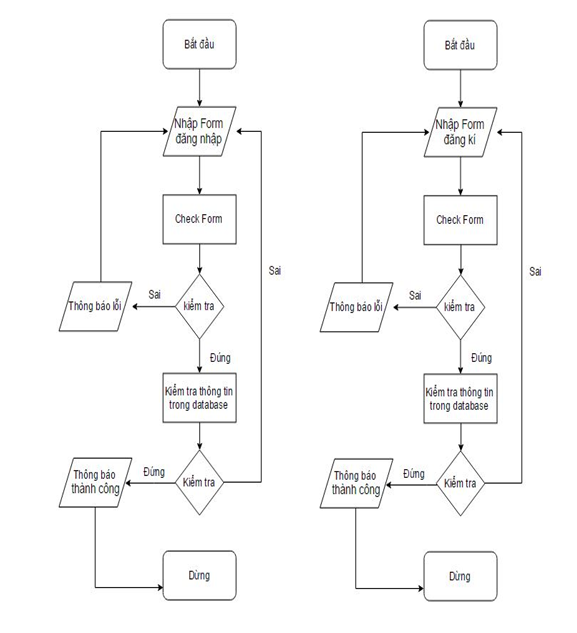 Bắt đầu
Nhập Form
đăng nhập
Check Form
Sai
Thông báo lỗi
Sai
kiểm tra
Đúng
Kiểm tra thông tin
trong database
Thông báo
thành công
Đứng
Kiểm tra
Dừng
Bắt đầu
Nhập Form
đăng kí
Check Form
Sai
Thông báo lỗi
Sai
kiểm tra
Đúng
Kiểm tra thông tin
trong database
Thông báo
thành công
Đứng
Kiểm tra
Dừng